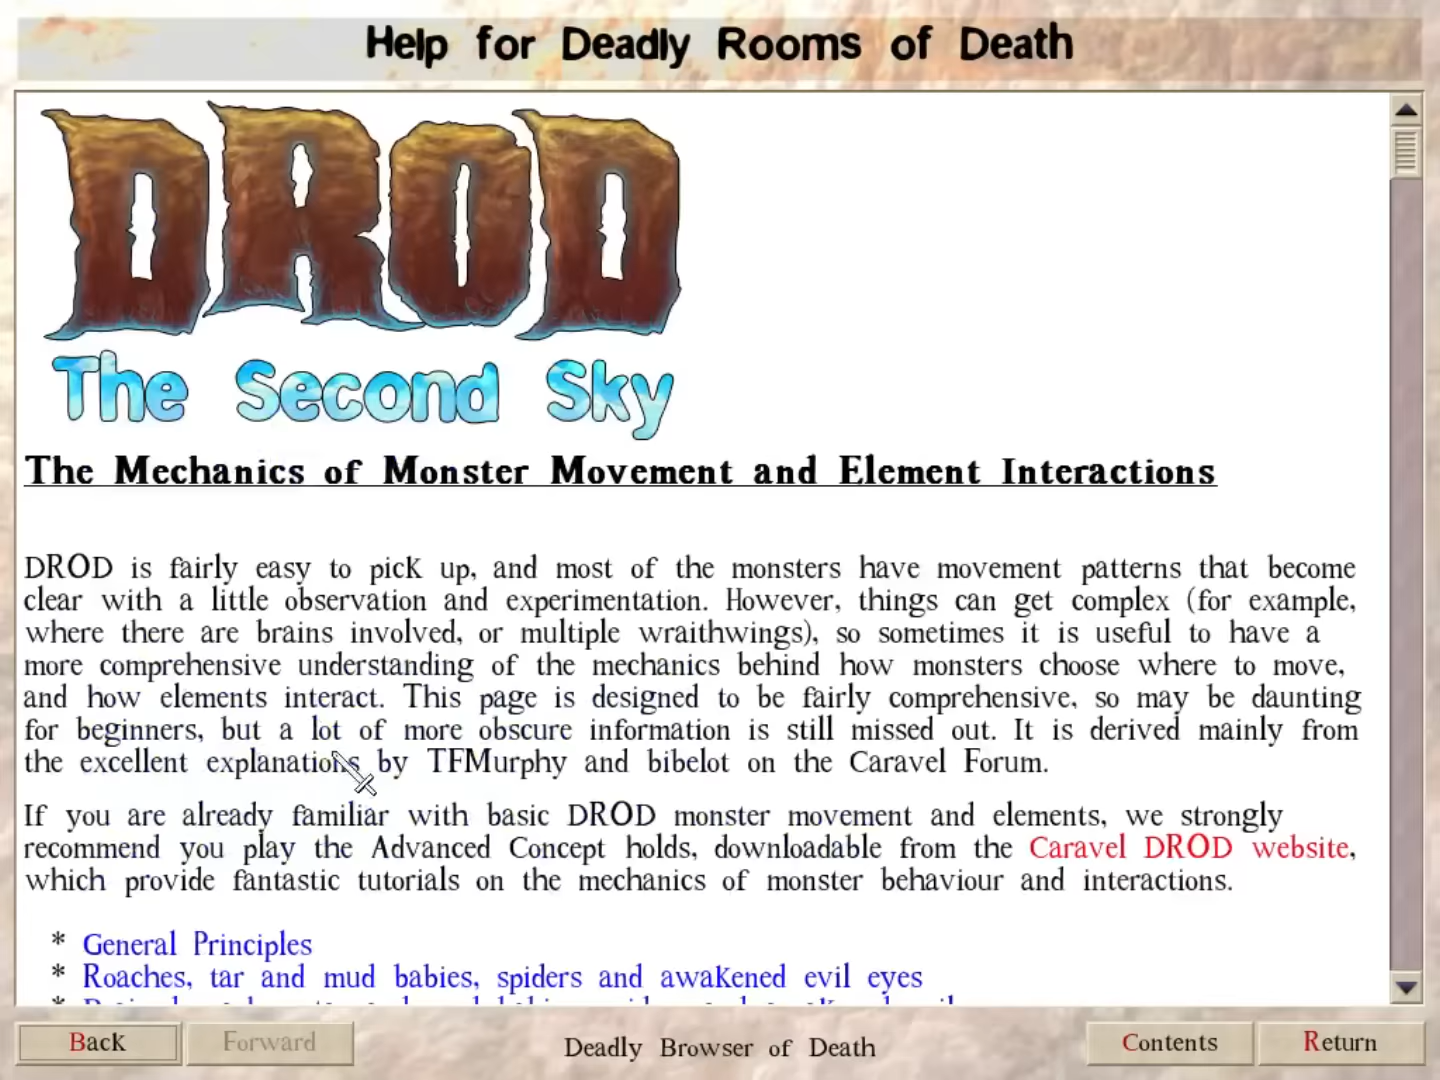 Help for Deadly Rooms of Death
DROD
The Second Sky
The Mechanics of Monster Movement and Element Interactions
DROD is fairly easy to pick up, and most of the monsters have movement patterns that become
clear with a little observation and experimentation. However, things can get complex (for example,
where there are brains involved, or multiple wraithwings), so sometimes it is useful to have a
more comprehensive understanding of the mechanics behind how monsters choose where to move,
and how elements interact. This page is designed to be fairly comprehensive, so may be daunting
for beginners, but a lot of more obscure information is still missed out. It is derived mainly from
the excellent explanations by TFMurphy and bibelot on the Caravel Forum.
If you are already familiar with basic DROD monster movement and elements, we strongly
recommend you play the Advanced Concept holds, downloadable from the Caravel DROD website,
which provide fantastic tutorials on the mechanics of monster behaviour and interactions.
* General Principles
* Roaches, tar and mud babies, spiders and awakened evil eyes
Back
Forward
Deadly Browser of Death
Contents
Return